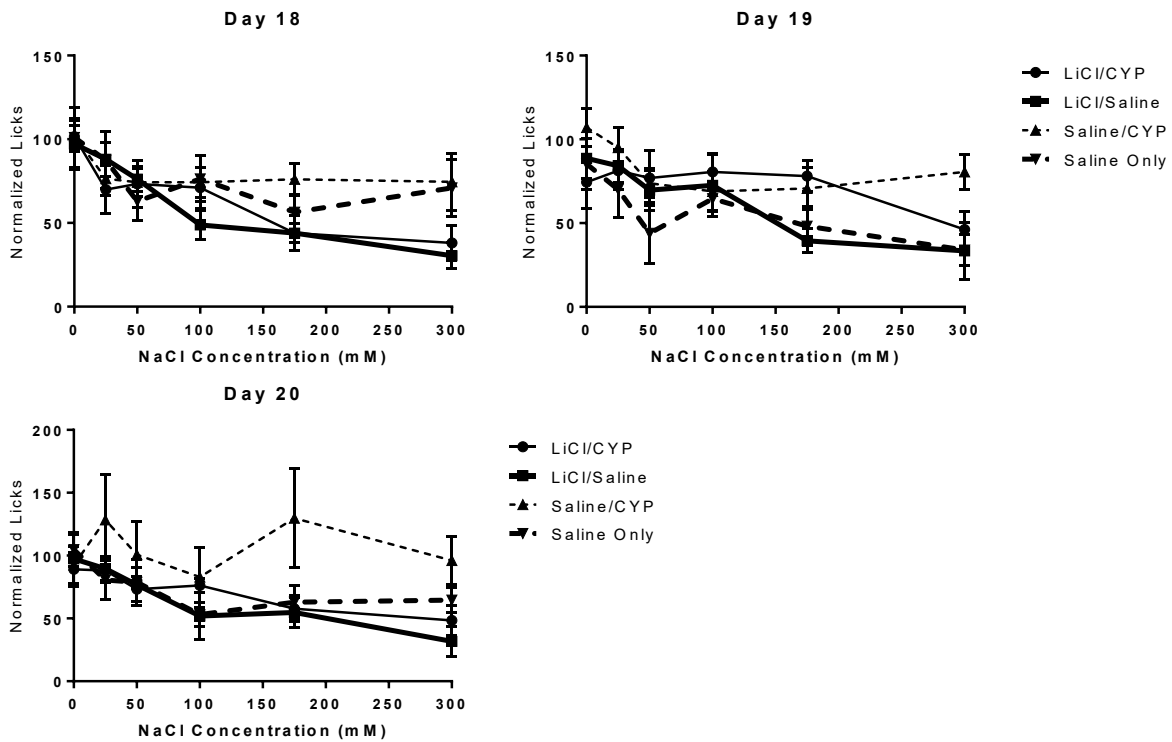 Day 18
150
100
50
0
Normalized Licks
0 50 100 150 200 250 300
NaCl Concentration (mM)
Day 19
150
100
50
0
Normalized Licks
0 50 100 150 200 250 300
NaCl Concentration (mM)
LiCl/CYP
LiCl/Saline
Saline/CYP
Saline Only
Day 20
200
150
100
50
0
Normalized Licks
0 50 100 150 200 250 300
NaCl Concentration (mM)
LiCl/CYP
LiCl/Saline
Saline/CYP
Saline Only